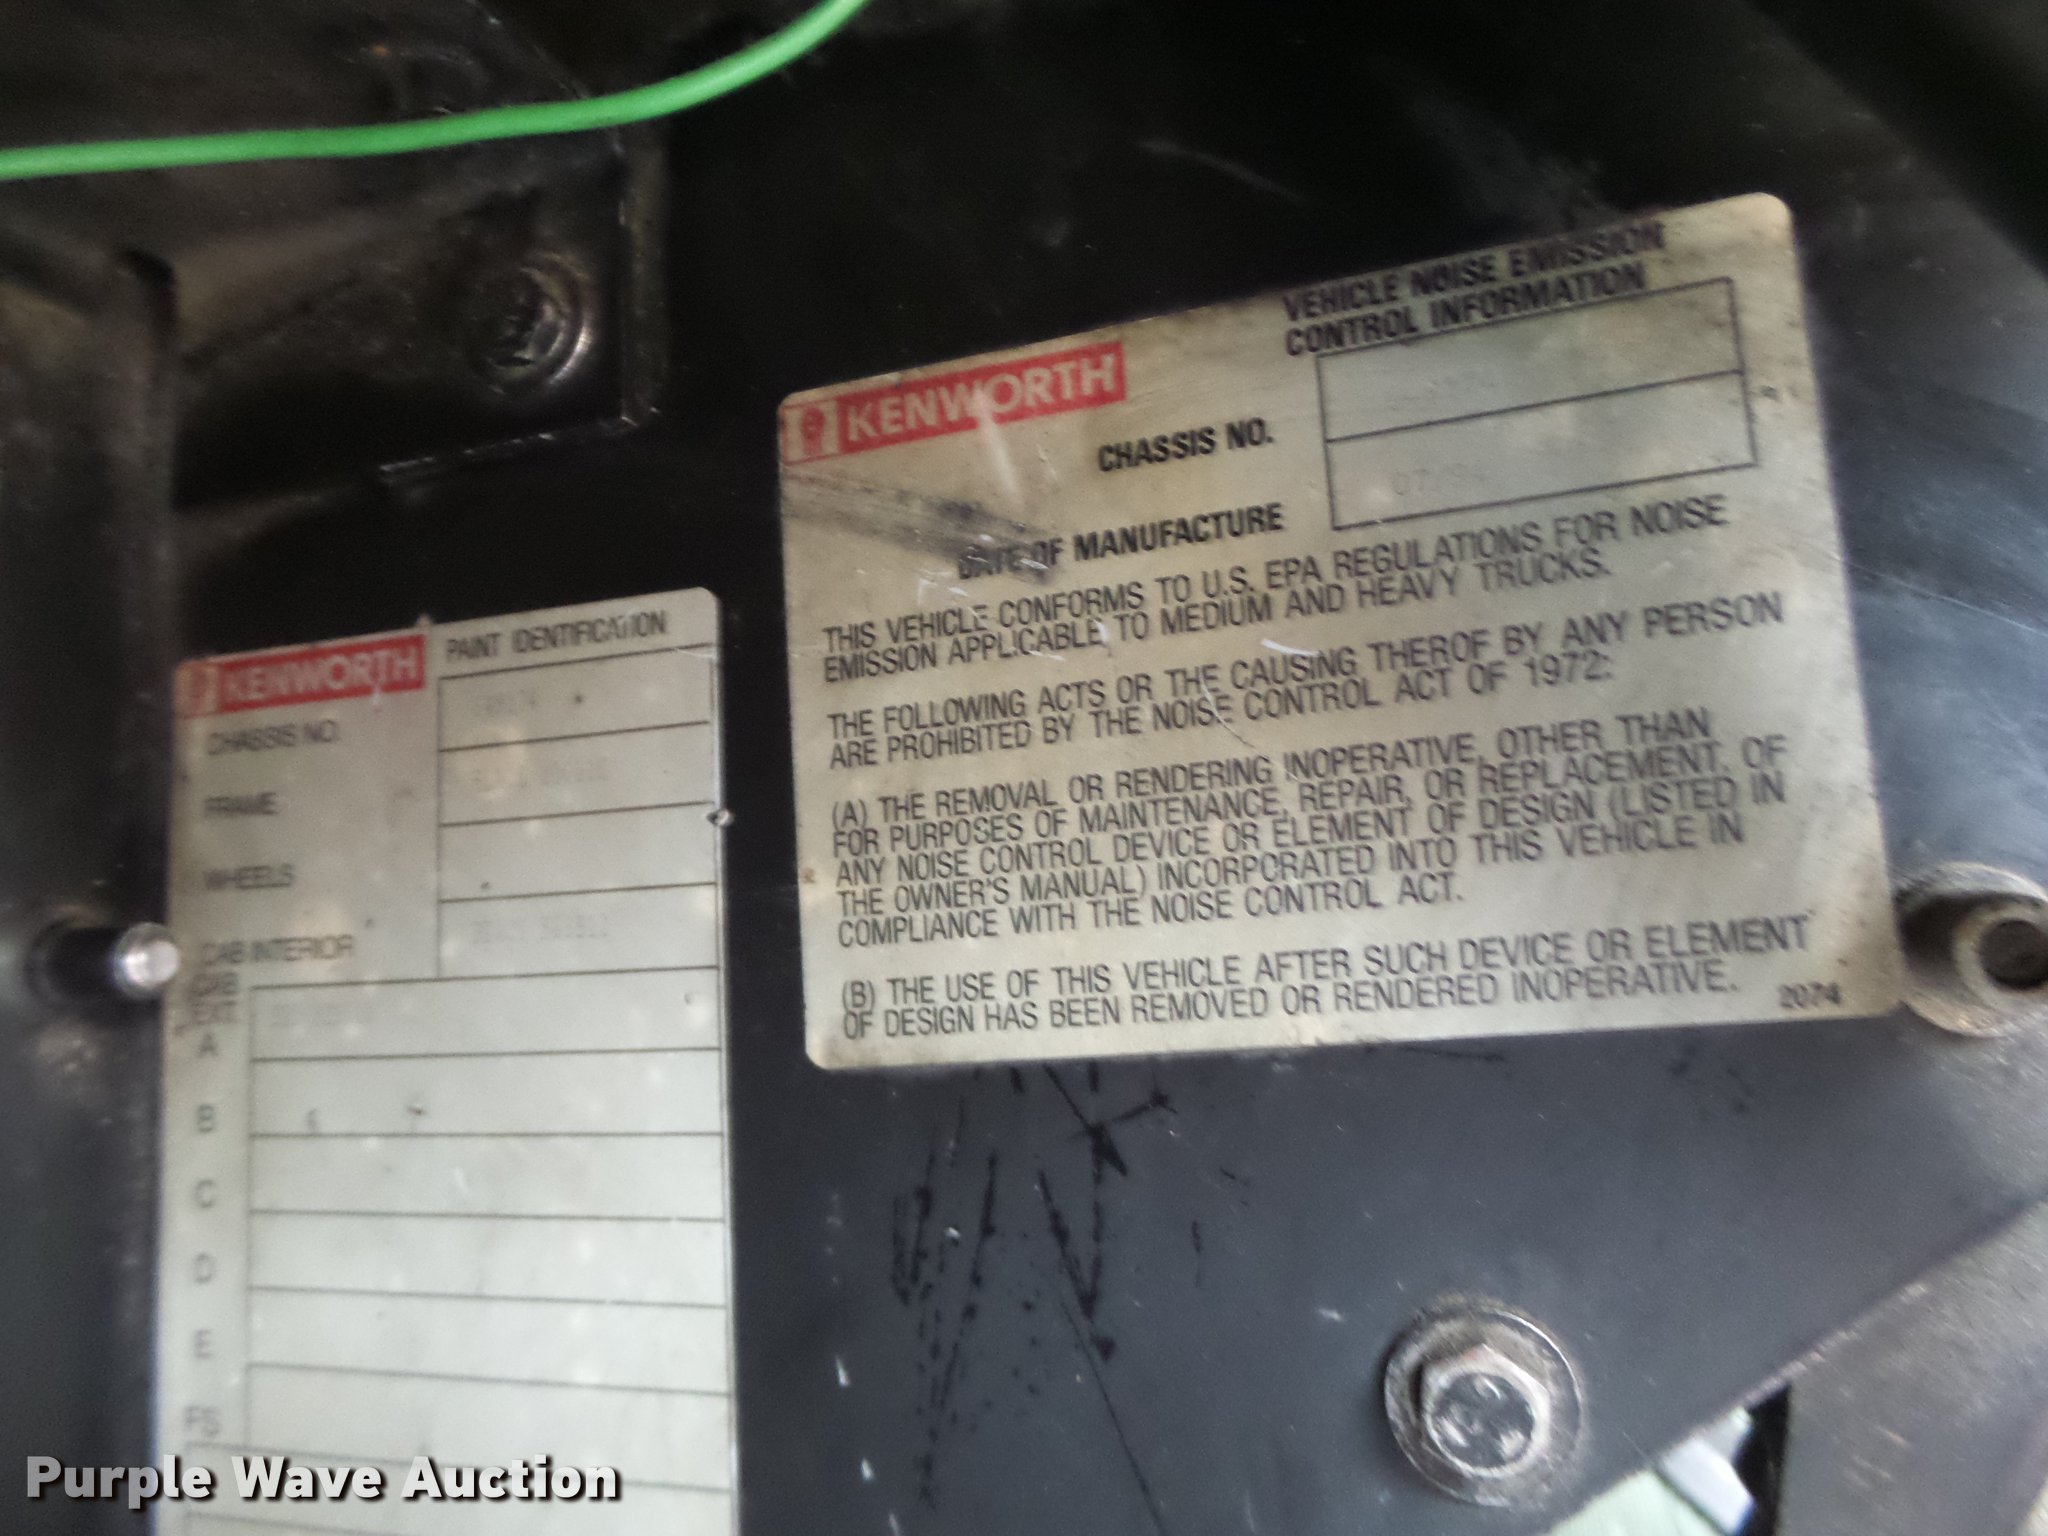 VEHICLE NOISE EMISSION
CONTROL INFORMATION
KENWORTH
CHASSIS NO.
DATE OF MANUFACTURE
THIS VEHICLE CONFORMS TO U.S. EPA REGULATIONS FOR NOISE
EMISSION APPLICABLE TO MEDIUM AND HEAVY TRUCKS.
THE FOLLOWING ACTS OR THE CAUSING THEROF BY ANY PERSON
ARE PROHIBITED BY THE NOISE CONTROL ACT OF 1972:
(A) THE REMOVAL OR RENDERING INOPERATIVE, OTHER THAN
FOR PURPOSES OF MAINTENANCE, REPAIR, OR REPLACEMENT, OF
ANY NOISE CONTROL DEVICE OR ELEMENT OF DESIGN (LISTED IN
THE OWNER'S MANUAL) INCORPORATED INTO THIS VEHICLE IN
COMPLIANCE WITH THE NOISE CONTROL ACT.
(B) THE USE OF THIS VEHICLE AFTER SUCH DEVICE OR ELEMENT
OF DESIGN HAS BEEN REMOVED OR RENDERED INOPERATIVE.
2074
KENWORTH
PAINT IDENTIFICATION
CHASSIS NO.
FRAME
WHEELS
CAB INTERIOR
A
B
C
D
E
Purple Wave Auction